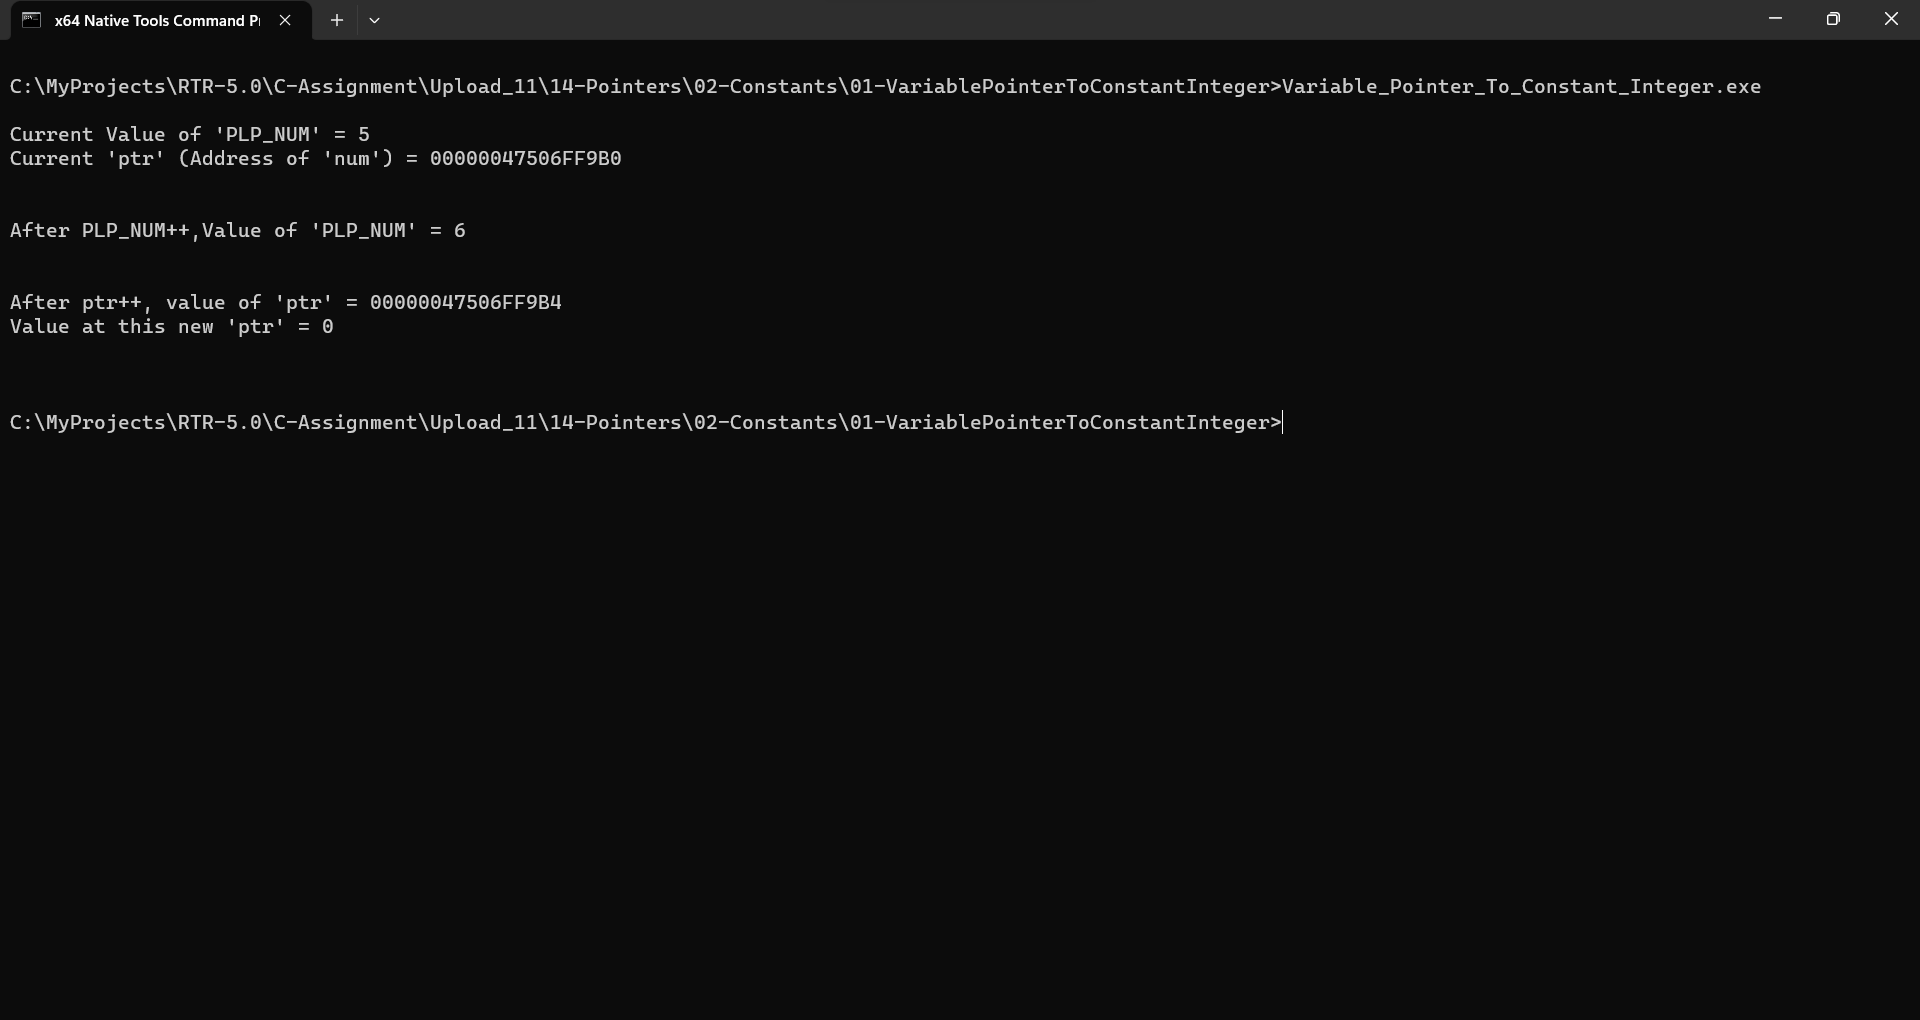 x64 Native Tools Command P
C:\MyProjects\RTR-5.0\C-Assignment\Upload_11\14-Pointers\02-Constants\01-VariablePointerToConstantInteger>Variable_Pointer_To_Constant_Integer.exe
Current Value of 'PLP_NUM' = 5
Current 'ptr' (Address of 'num') = 00000047506FF9B0
After PLP_NUM++,Value of 'PLP_NUM' = 6
After ptr++, value of 'ptr' = 00000047506FF9B4
Value at this new 'ptr' = 0
C:\MyProjects\RTR-5.0\C-Assignment\Upload_11\14-Pointers\02-Constants\01-VariablePointerToConstantInteger>